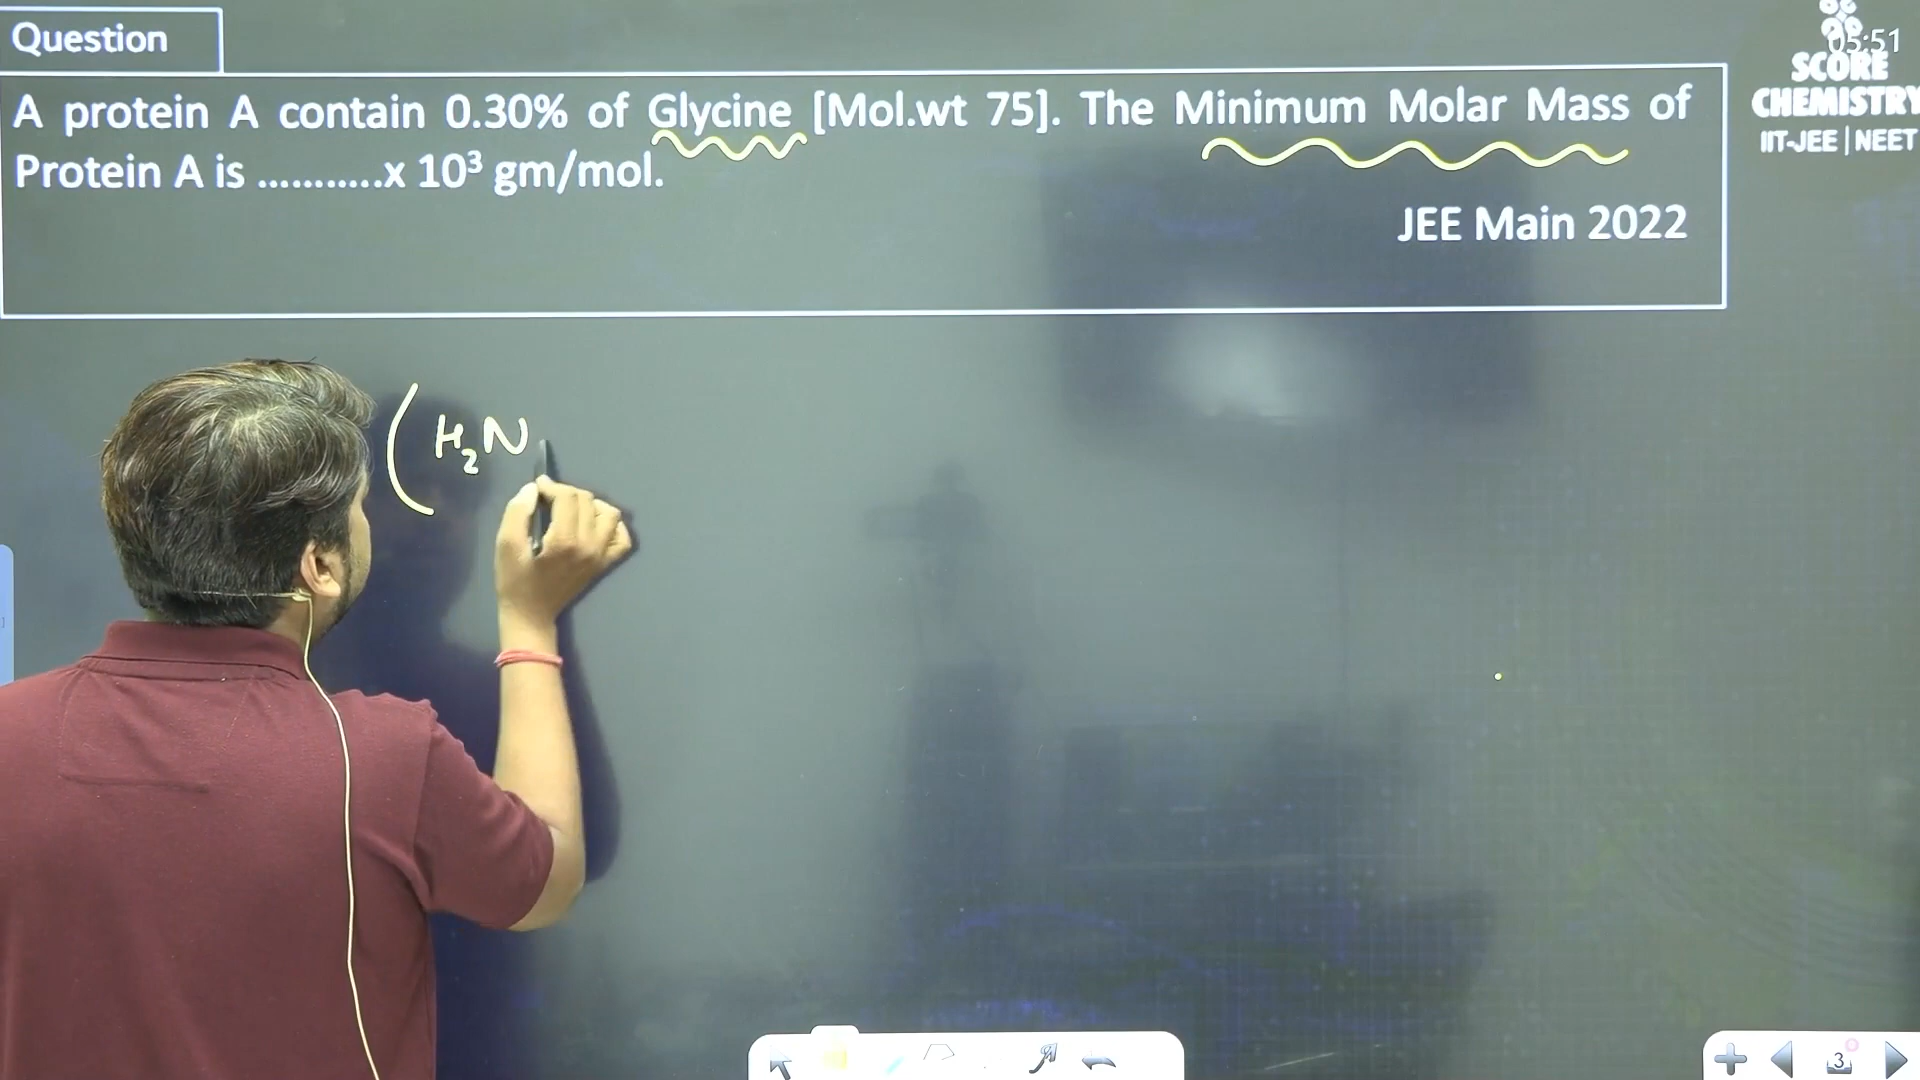 Question
05:51
SCORE
CHEMISTRY
IIT-JEE | NEET
A protein A contain 0.30% of Glycine [Mol.wt 75]. The Minimum Molar Mass of
Protein A is ...........x 10³ gm/mol.
JEE Main 2022
(H₂N
3